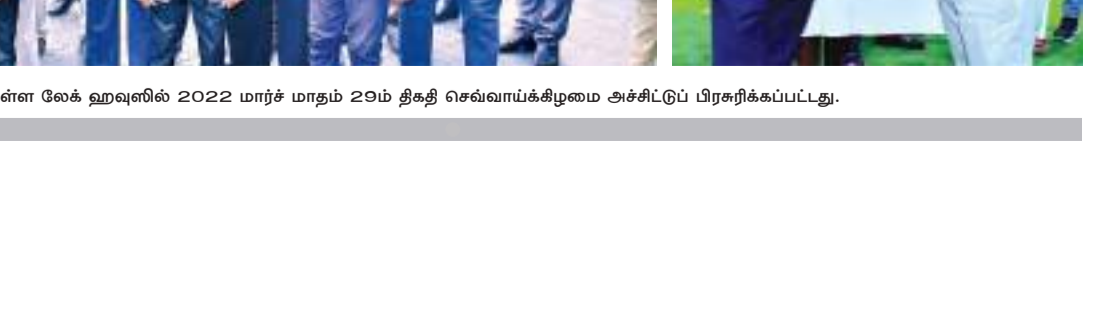 ள்ள லேக் ஹவுஸில் 2022 மார்ச் மாதம் 29ம் திகதி செவ்வாய்க்கிழமை அச்சிட்டுப் பிரசுரிக்கப்பட்டது.